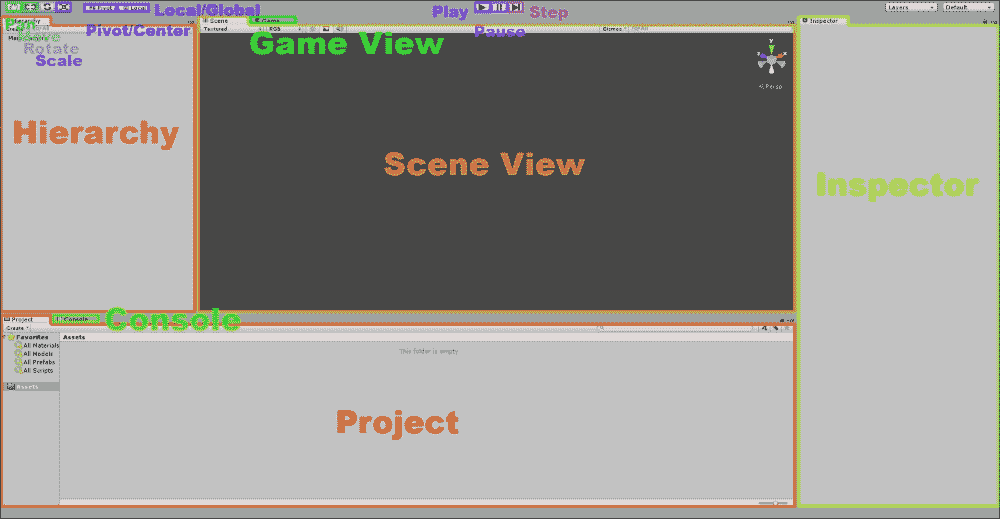 Local/Global
Play
Step
Layers
Default
Hierarchy
Scene
Game
Inspector
Pan
Pivot/Center
Pause
Textured
RGB
Gizmos
Move
Game View
Rotate
Scale
Persp
Hierarchy
Scene View
Inspector
Project
Console
Console
Create
Favorites
Assets
All Materials
All Models
All Prefabs
All Scripts
This folder is empty
Assets
Project